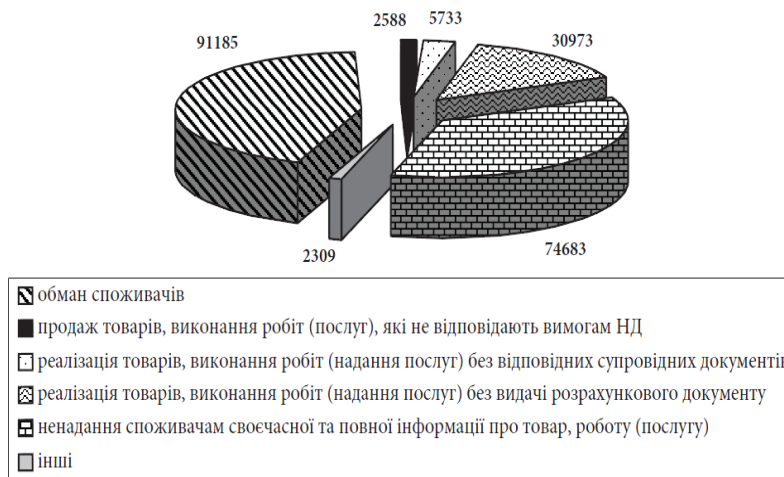 2588 5733
91185 30973
2309 74683
обман споживачів
продаж товарів, виконання робіт (послуг), які не відповідають вимогам НД
реалізація товарів, виконання робіт (надання послуг) без відповідних супровідних документів
реалізація товарів, виконання робіт (надання послуг) без видачі розрахункового документу
ненадання споживачам своєчасної та повної інформації про товар, роботу (послугу)
інші